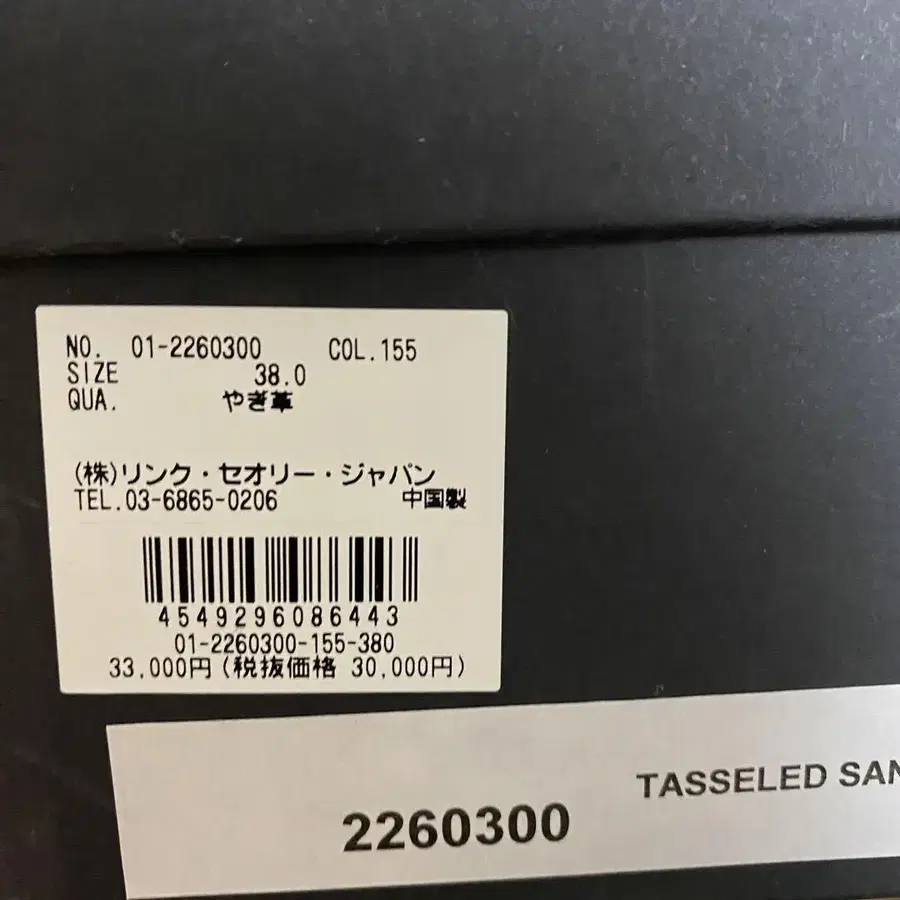 NO. 01-2260300 COL.155
SIZE 38.0
QUA. やぎ革
(株)リンク・セオリー・ジャパン
TEL.03-6865-0206 中国製
4549296086443
01-2260300-155-380
33,000円(税抜価格 30,000円)
TASSELED SAN
2260300